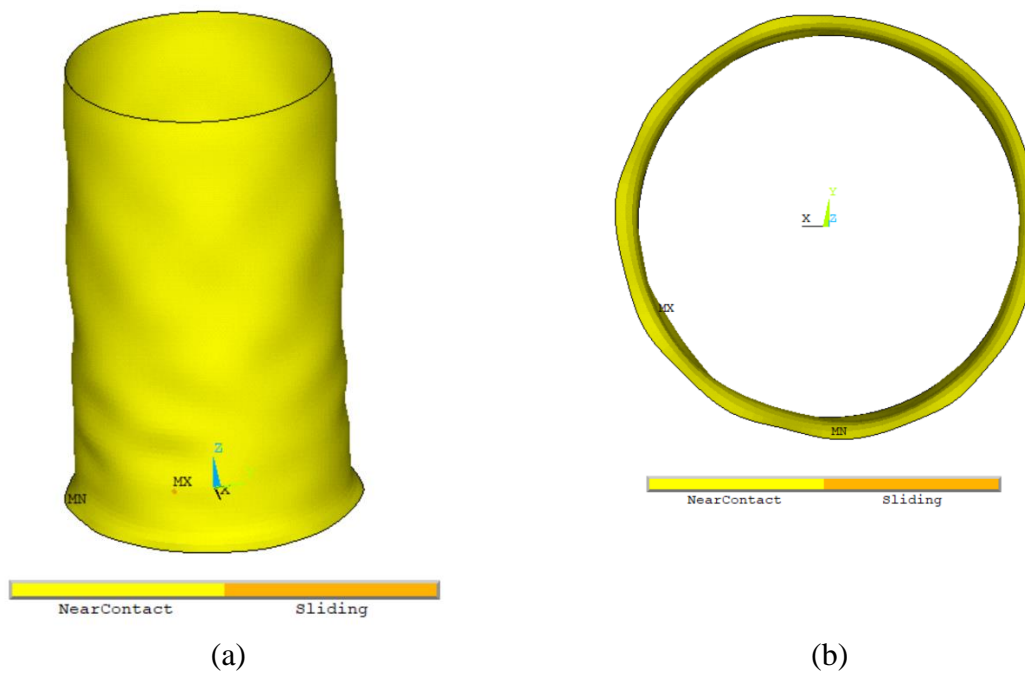 Z
MX
X
MN
NearContact Sliding
(a)
Y
X Z
MX
MN
NearContact Sliding
(b)